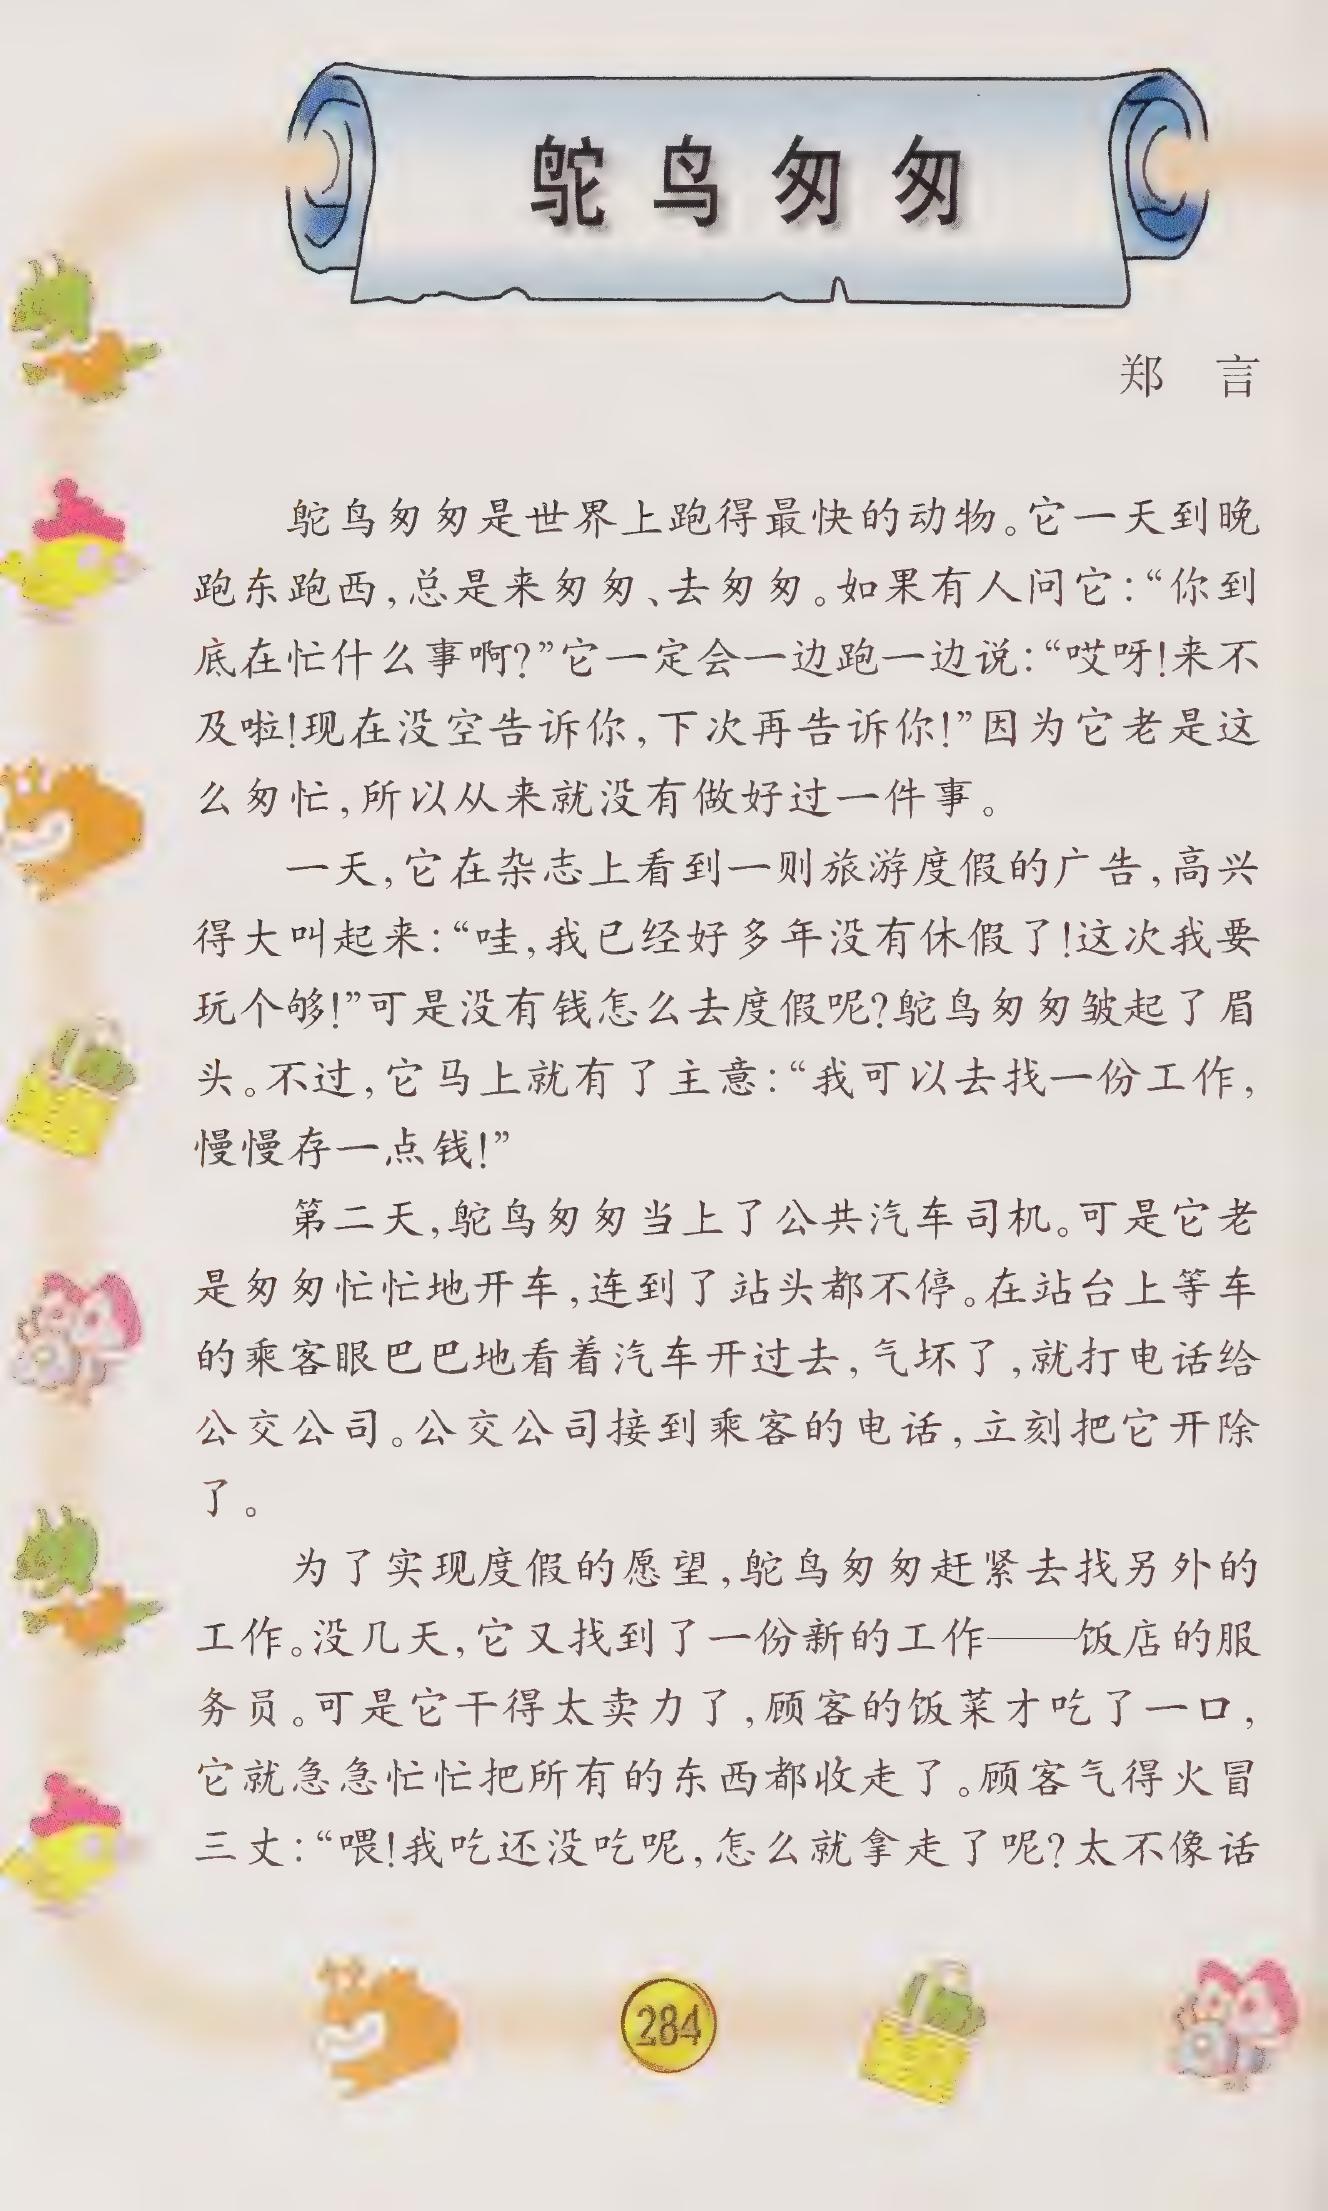 鸵鸟匆匆
郑 言
鸵鸟匆匆是世界上跑得最快的动物。它一天到晚
跑东跑西,总是来匆匆、去匆匆。如果有人问它:“你到
底在忙什么事啊?”它一定会一边跑一边说:“哎呀!来不
及啦!现在没空告诉你,下次再告诉你!”因为它老是这
么匆忙,所以从来就没有做好过一件事。
一天,它在杂志上看到一则旅游度假的广告,高兴
得大叫起来:“哇,我已经好多年没有休假了!这次我要
玩个够!”可是没有钱怎么去度假呢?鸵鸟匆匆皱起了眉
头。不过,它马上就有了主意:“我可以去找一份工作,
慢慢存一点钱!”
第二天,鸵鸟匆匆当上了公共汽车司机。可是它老
是匆匆忙忙地开车,连到了站头都不停。在站台上等车
的乘客眼巴巴地看着汽车开过去,气坏了,就打电话给
公交公司。公交公司接到乘客的电话,立刻把它开除
了。
为了实现度假的愿望,鸵鸟匆匆赶紧去找另外的
工作。没几天,它又找到了一份新的工作——饭店的服
务员。可是它干得太卖力了,顾客的饭菜才吃了一口,
它就急急忙忙把所有的东西都收走了。顾客气得火冒
三丈:“喂!我吃还没吃呢,怎么就拿走了呢?太不像话
284